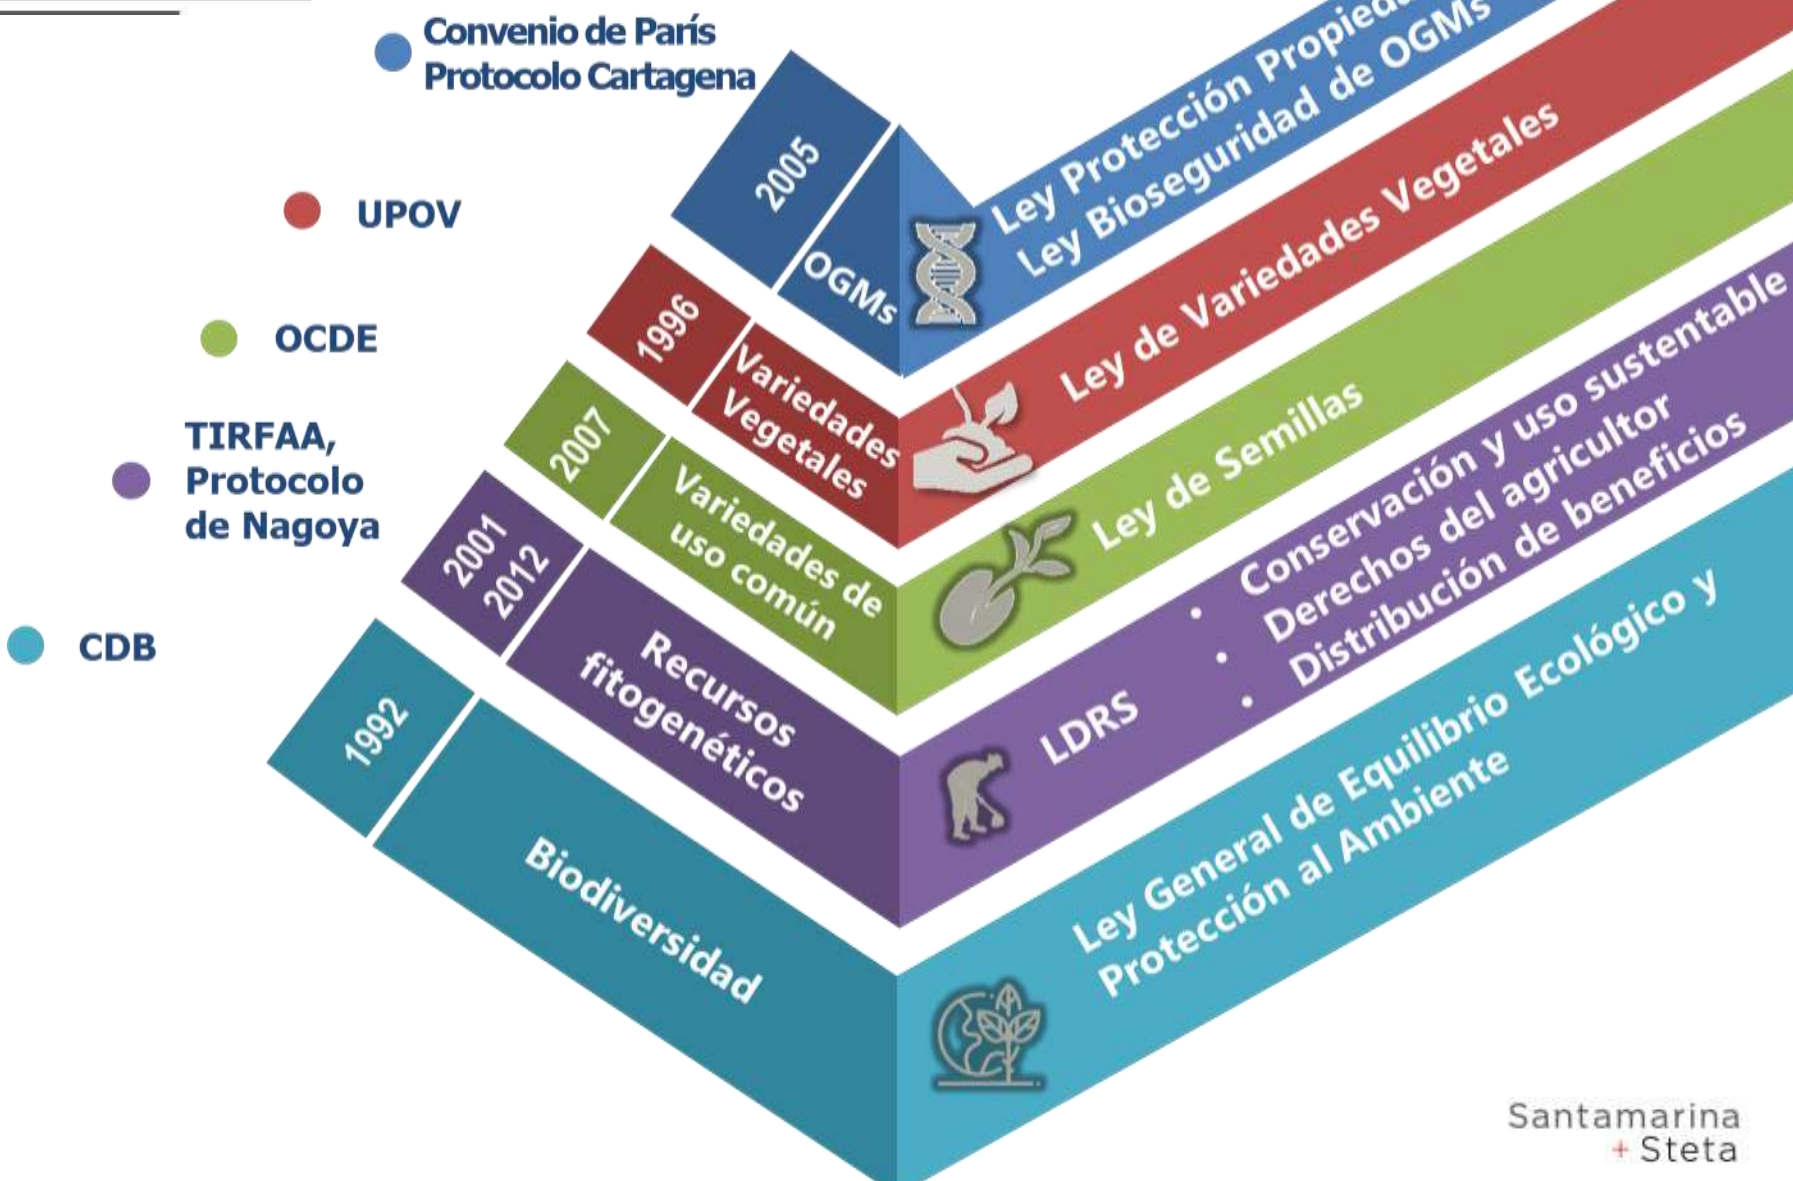 Convenio de París
Protocolo Cartagena
2005
OGMs
Ley Protección
Ley Bioseguridad de OGMs
UPOV
1996
Variedades
Vegetales
Ley de Variedades Vegetales
OCDE
2007
Variedades de
uso común
Ley de Semillas
TIRFAA,
Protocolo
de Nagoya
2001
2012
Recursos
fitogenéticos
LDRS
• Conservación y uso sustentable
• Derechos del agricultor
• Distribución de beneficios
CDB
1992
Biodiversidad
Ley General de Equilibrio Ecológico y
Protección al Ambiente
Santamarina
+ Steta